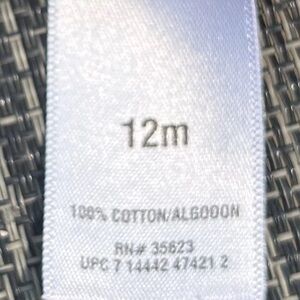 12m
100% COTTON/ALGODON
RN# 35623
UPC 7 14442 47421 2